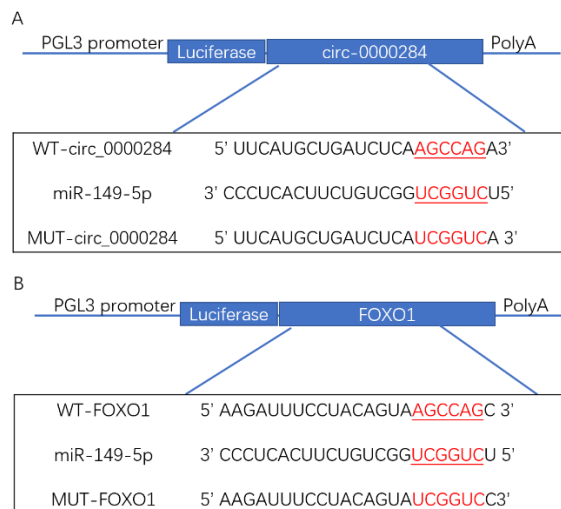 A
PGL3 promoter Luciferase circ-0000284 PolyA
WT-circ_0000284 5' UUCAUGCUGAUCUCAAGCCAGA3'
miR-149-5p 3' CCCUCACUUCUGUCGGUCGGUCU5'
MUT-circ_0000284 5' UUCAUGCUGAUCUCAUCGGUCA 3'
B
PGL3 promoter Luciferase FOXO1 PolyA
WT-FOXO1 5' AAGAUUUCCUACAGUAAGCCAGC 3'
miR-149-5p 3' CCCUCACUUCUGUCGGUCGGUCU 5'
MUT-FOXO1 5' AAGAUUUCCUACAGUAUCGGUCC3'